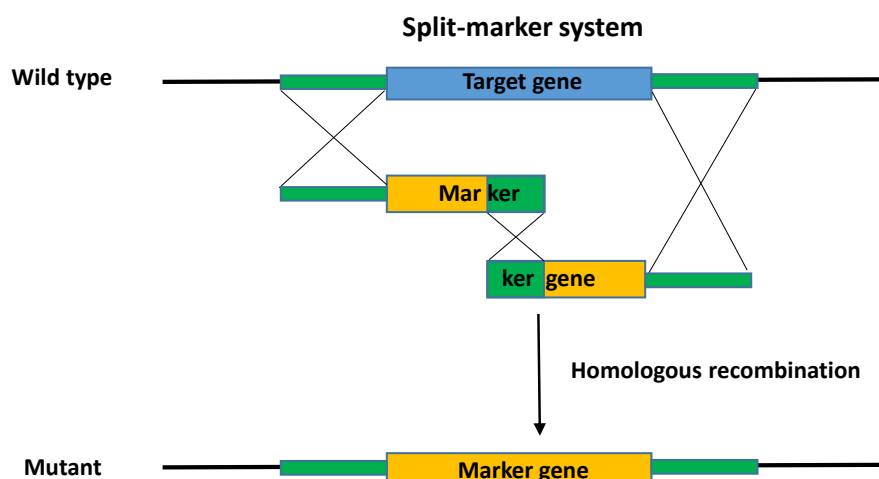 Split-marker system
Wild type
Target gene
Mar ker
ker gene
Homologous recombination
Mutant
Marker gene